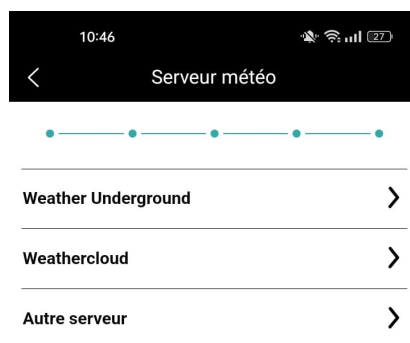 10:46
27
Serveur météo
Weather Underground
Weathercloud
Autre serveur